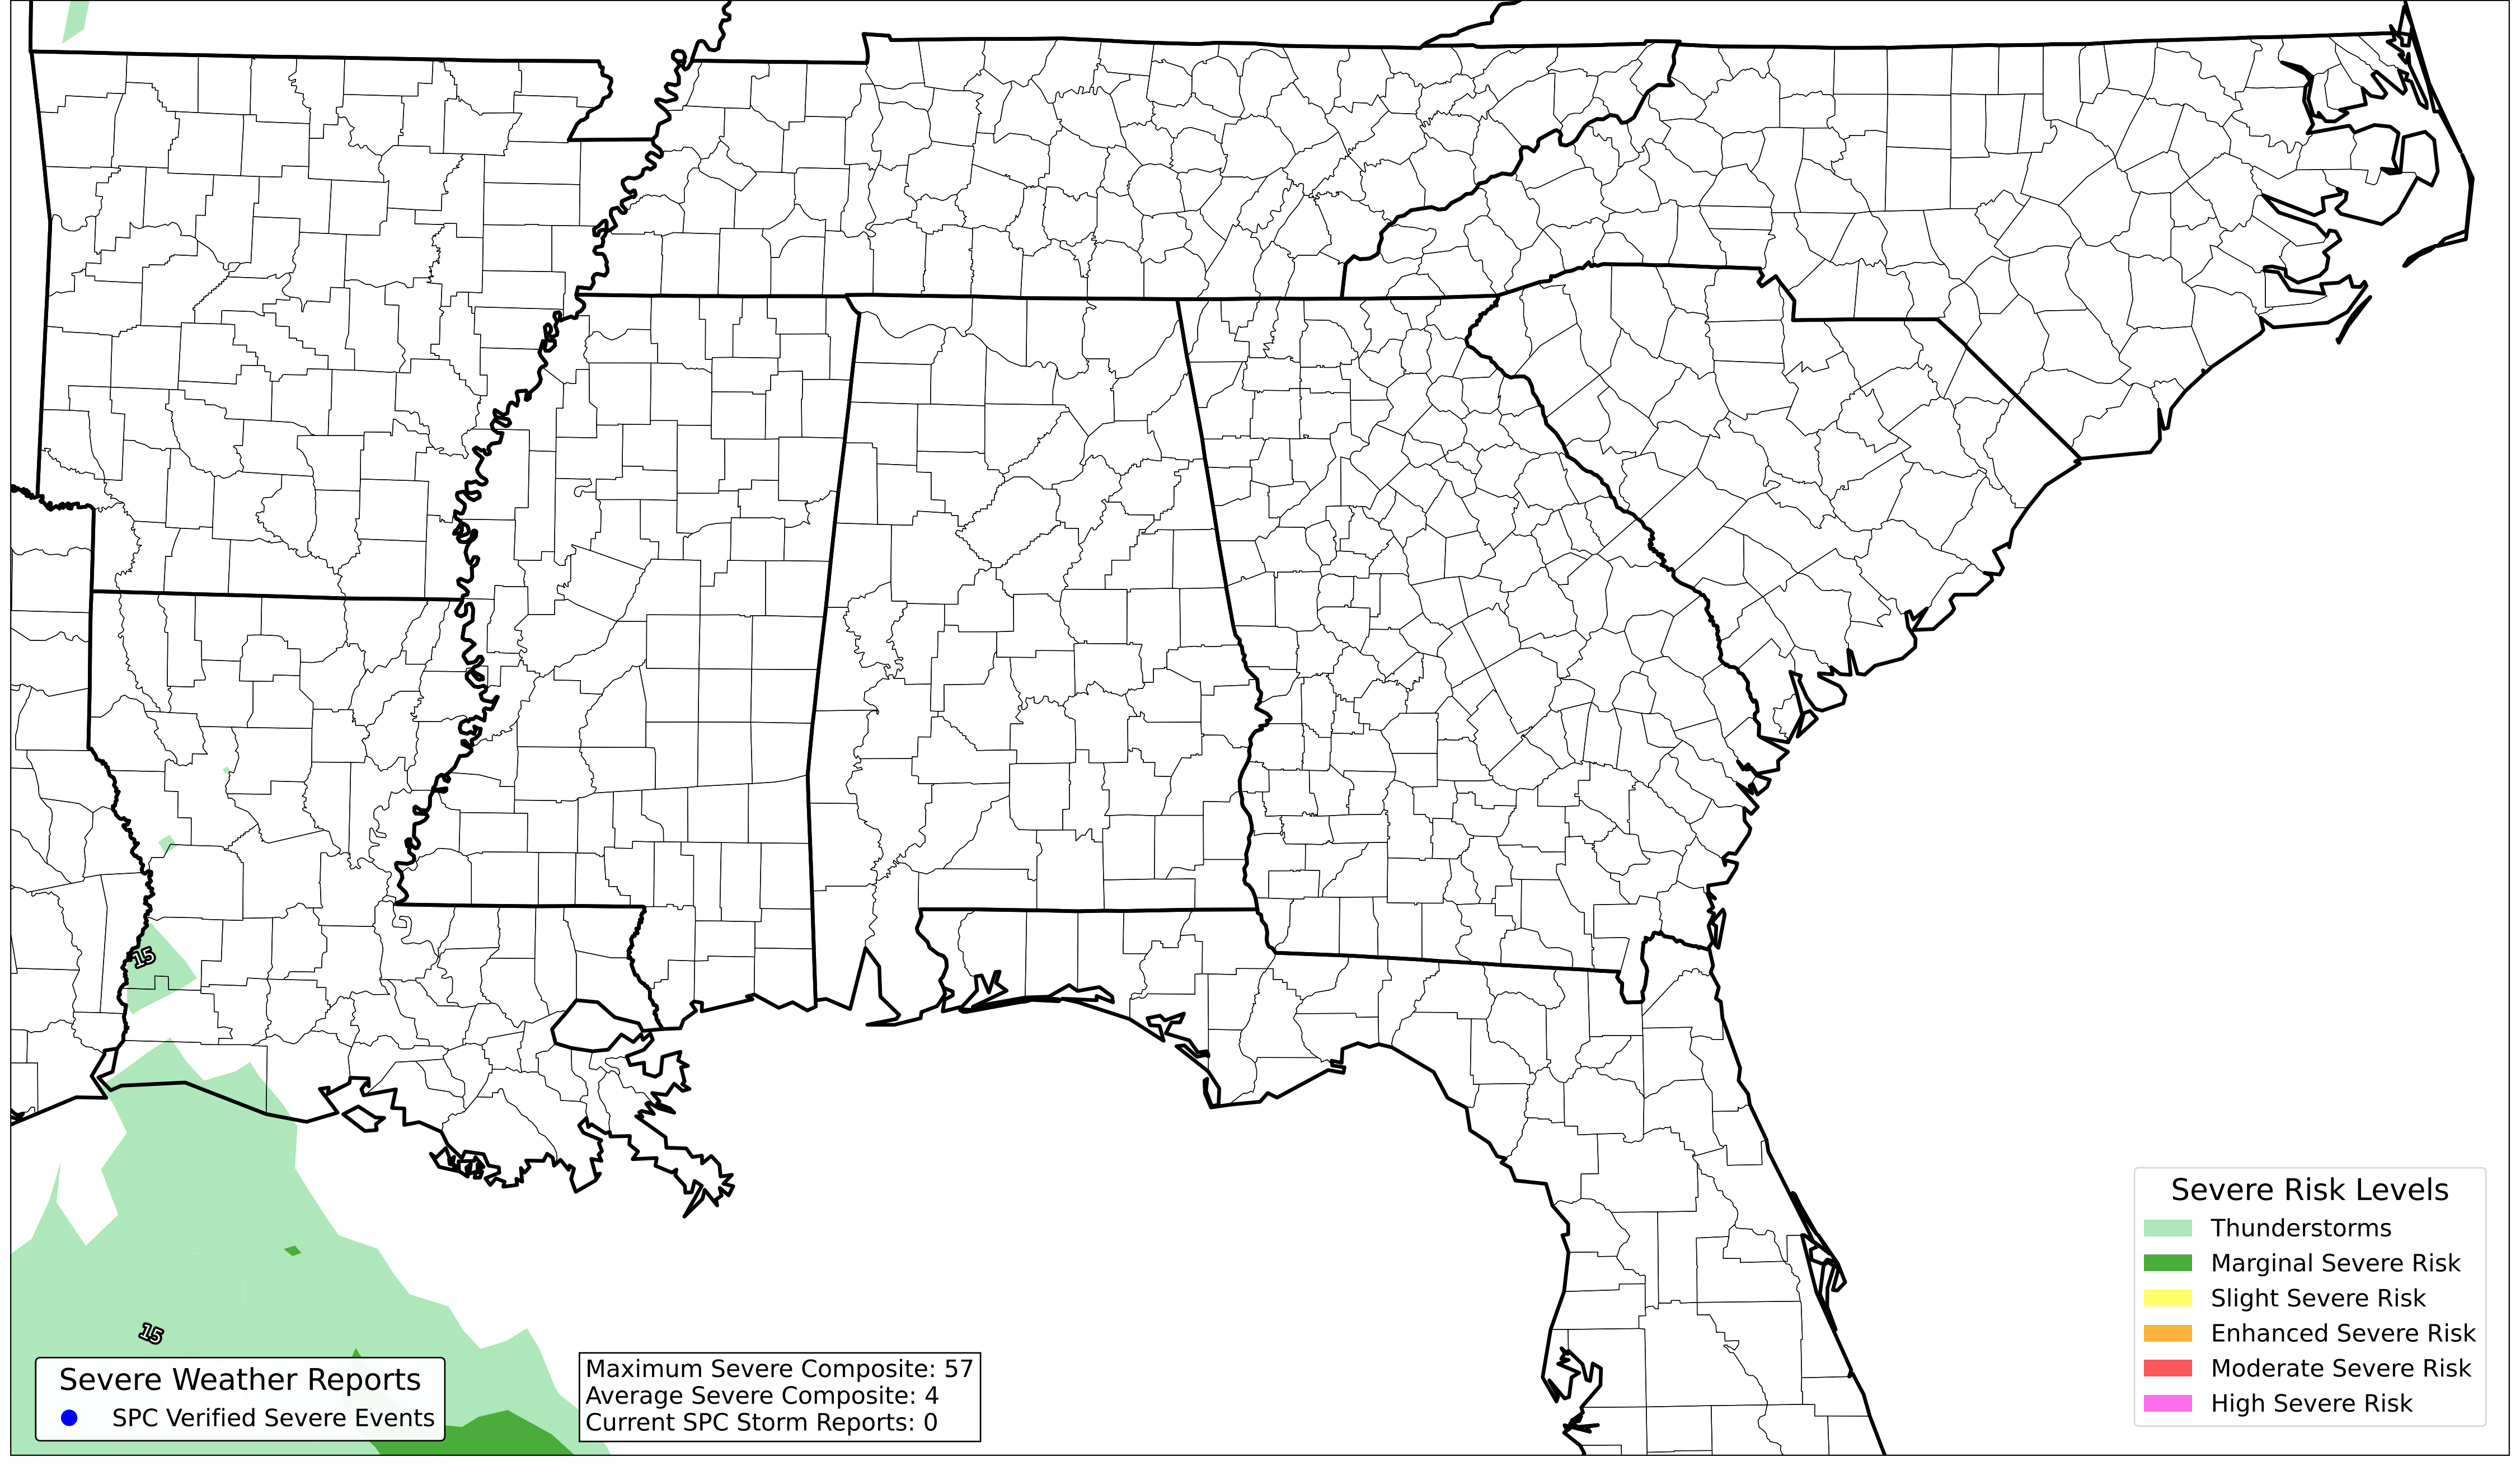 15
15
Severe Weather Reports
SPC Verified Severe Events
Maximum Severe Composite: 57
Average Severe Composite: 4
Current SPC Storm Reports: 0
Severe Risk Levels
Thunderstorms
Marginal Severe Risk
Slight Severe Risk
Enhanced Severe Risk
Moderate Severe Risk
High Severe Risk